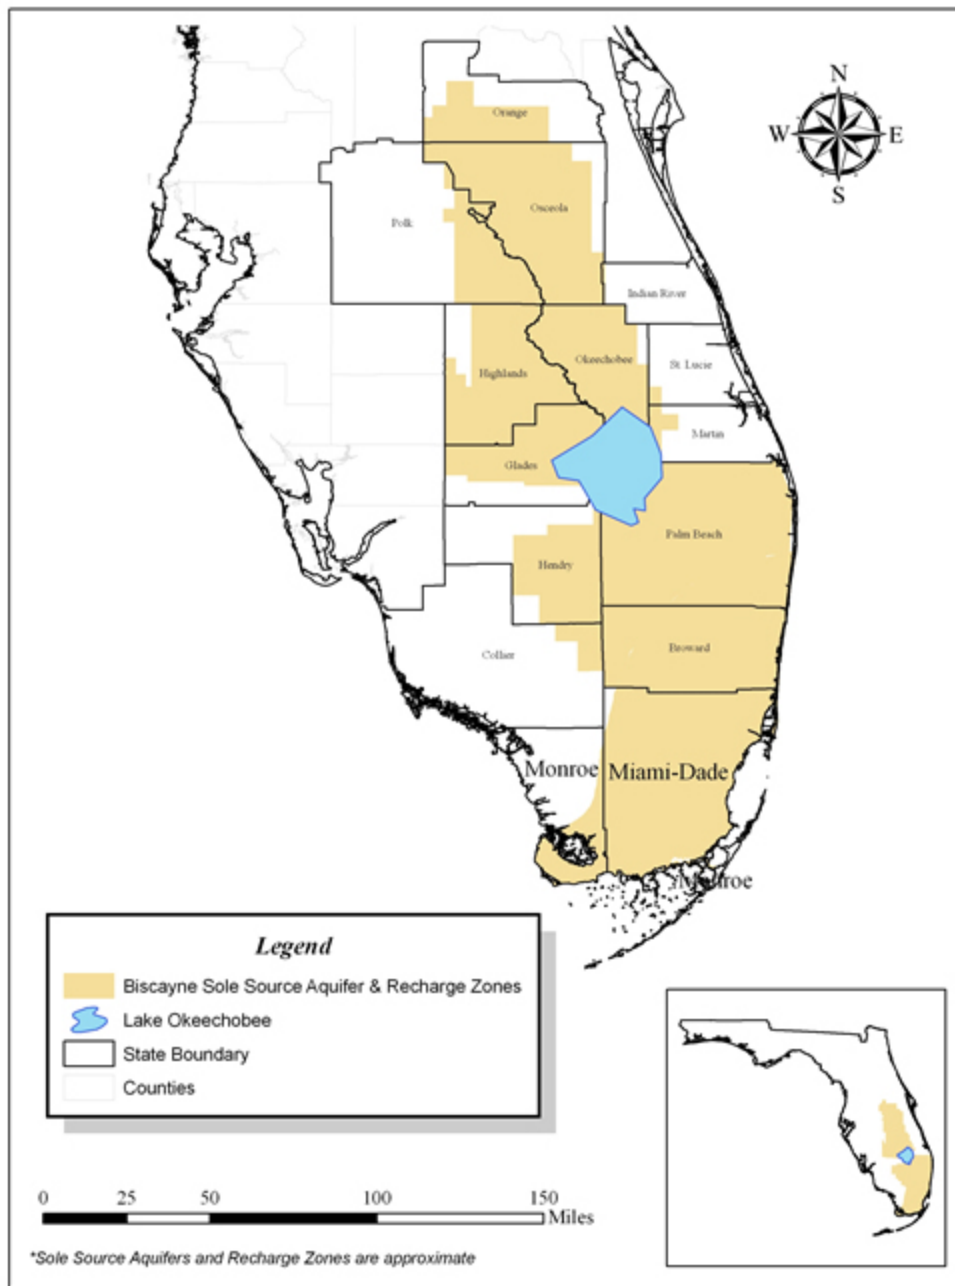 N
W E
S
Orange
Polk
Osceola
Indian River
Okeechobee
St. Lucie
Highlands
Martin
Glades
Palm Beach
Hendry
Broward
Collier
Monroe
Miami-Dade
Monroe
Legend
Biscayne Sole Source Aquifer & Recharge Zones
Lake Okeechobee
State Boundary
Counties
0 25 50 100 150
Miles
*Sole Source Aquifers and Recharge Zones are approximate